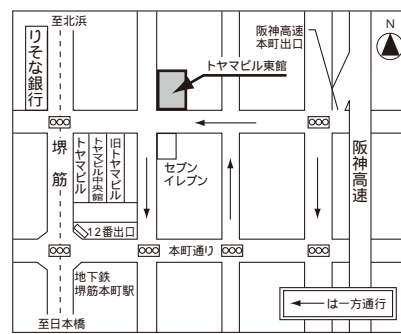 至北浜
りそな銀行
阪神高速
本町出口
N
トヤマビル東館
堺筋
トヤマビル
トヤマビル中央館
旧トヤマビル
セブン
イレブン
阪神高速
12番出口
本町通り
地下鉄
堺筋本町駅
至日本橋
は一方通行